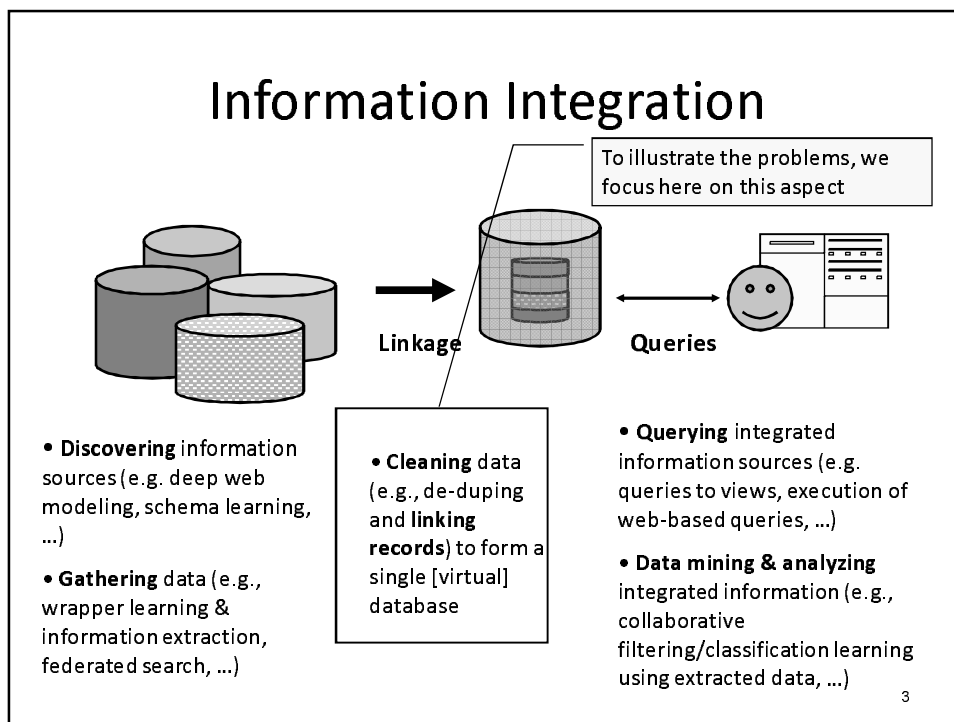 Information Integration
To illustrate the problems, we
focus here on this aspect
Linkage
Queries
• Discovering information
sources (e.g. deep web
modeling, schema learning,
…)
• Gathering data (e.g.,
wrapper learning &
information extraction,
federated search, …)
• Cleaning data
(e.g., de-duping
and linking
records) to form a
single [virtual]
database
• Querying integrated
information sources (e.g.
queries to views, execution of
web-based queries, …)
• Data mining & analyzing
integrated information (e.g.,
collaborative
filtering/classification learning
using extracted data, …)
3